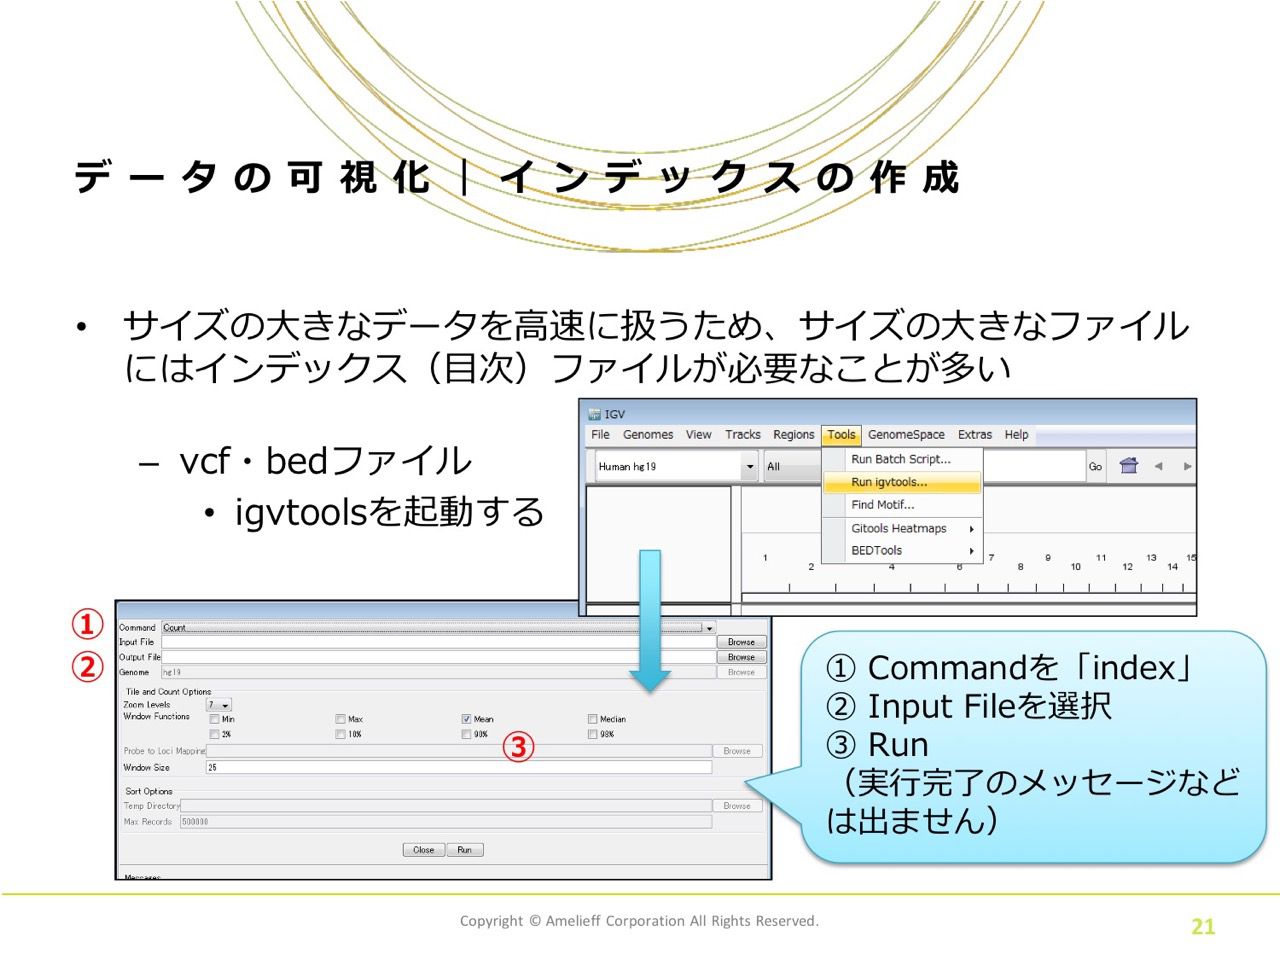 データの可視化｜インデックスの作成
• サイズの大きなデータを高速に扱うため、サイズの大きなファイル
にはインデックス（目次）ファイルが必要なことが多い
– vcf・bedファイル
• igvtoolsを起動する
IGV
File Genomes View Tracks Regions Tools GenomeSpace Extras Help
Human hg19 All Go
Run Batch Script...
Run igvtools...
Find Motif...
Gitools Heatmaps
BEDTools
1 2 4 6 7 8 9 10 11 12 13 14 15
①
②
③
Command Count
Input File Browse
Output File Browse
Genome hg19 Browse
Tile and Count Options
Zoom Levels 7
Window Functions Min Max Mean Median
2% 10% 90% 98%
Probe to Loci Mapping Browse
Window Size 25
Sort Options
Temp Directory Browse
Max Records 500000
Close Run
Messages
① Commandを「index」
② Input Fileを選択
③ Run
（実行完了のメッセージなど
は出ません）
Copyright © Amelieff Corporation All Rights Reserved.
21